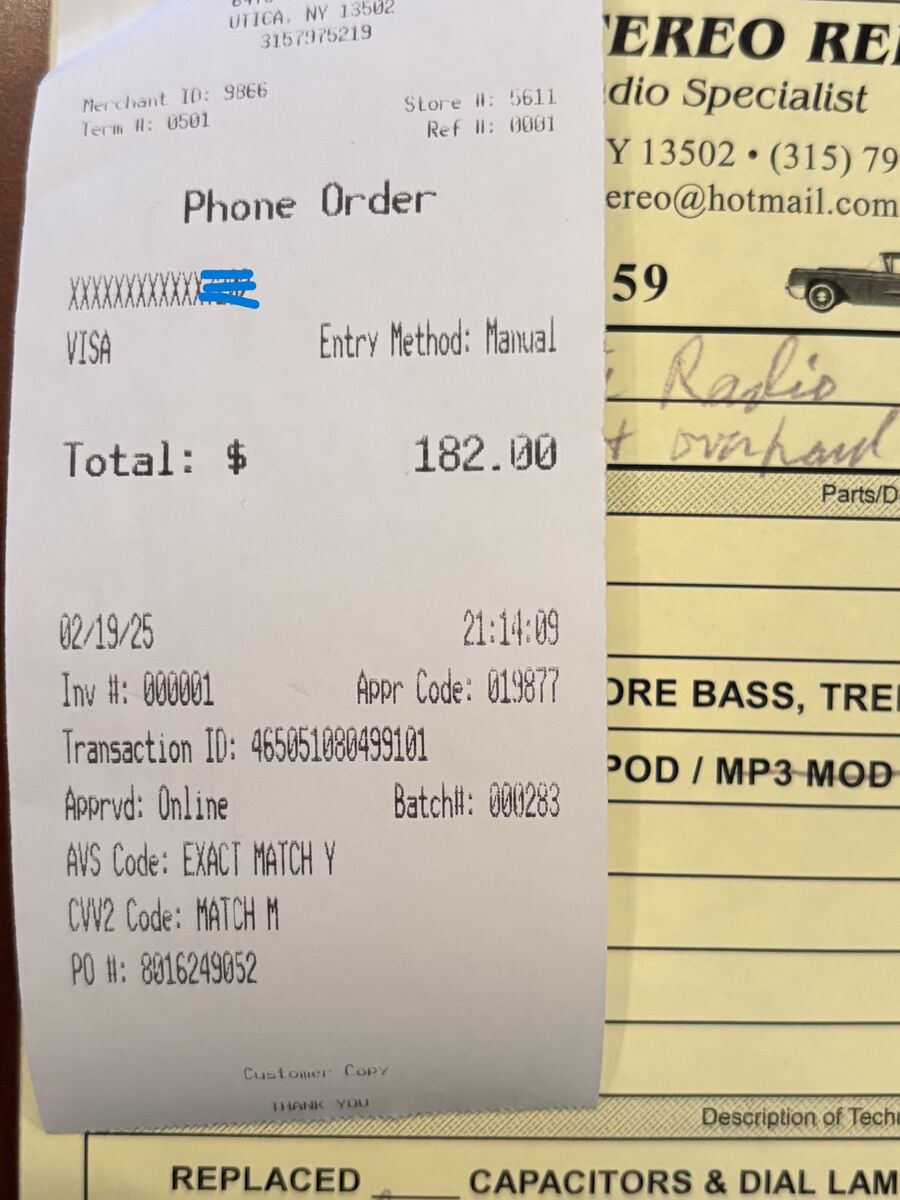 UTICA, NY 13502
3157975219
Merchant ID: 9866
Store #: 5611
Term #: 0501
Ref #: 0001
Phone Order
XXXXXXXXXXXX
VISA
Entry Method: Manual
Total: $ 182.00
02/19/25
21:14:09
Inv #: 000001
Appr Code: 019877
Transaction ID: 465051080499101
Apprvd: Online
Batch#: 000283
AVS Code: EXACT MATCH Y
CVV2 Code: MATCH M
PO #: 8016249052
Customer Copy
THANK YOU
TEREO RE
dio Specialist
Y 13502 • (315) 79
ereo@hotmail.com
59
Radio
overhaul
Parts/D
ORE BASS, TRE
POD / MP3 MOD
Description of Techn
REPLACED ____ CAPACITORS & DIAL LAM